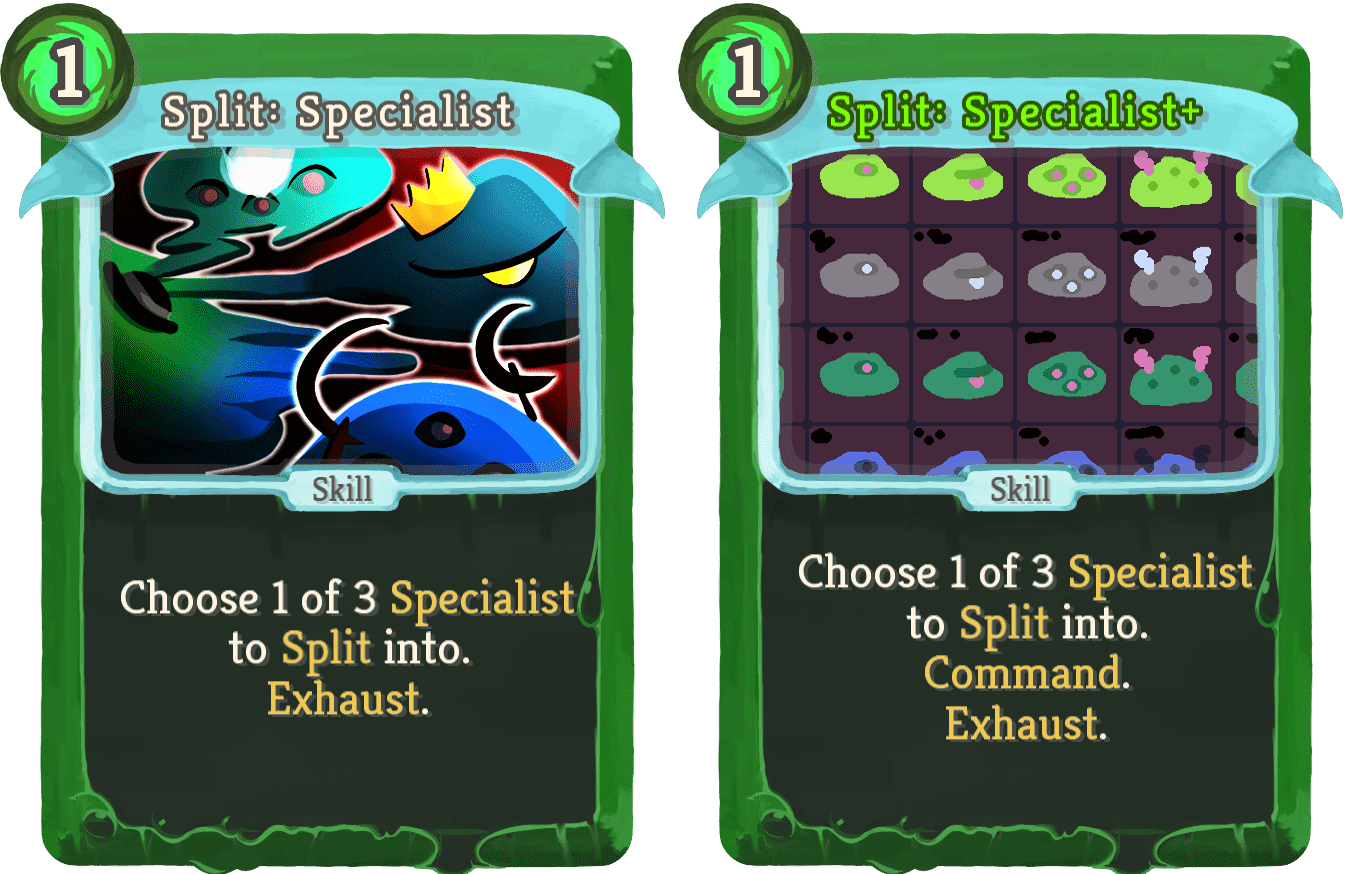 1
Split: Specialist
Skill
Choose 1 of 3 Specialist
to Split into.
Exhaust.
1
Split: Specialist+
Skill
Choose 1 of 3 Specialist
to Split into.
Command.
Exhaust.